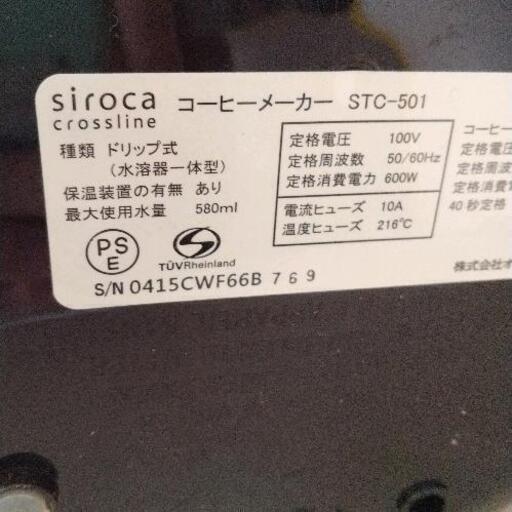 siroca
crossline
コーヒーメーカー STC-501
種類 ドリップ式
(水溶器一体型)
保温装置の有無 あり
最大使用水量 580ml
定格電圧 100V
定格周波数 50/60Hz
定格消費電力 600W
電流ヒューズ 10A
温度ヒューズ 216℃
コーヒー
定格電圧
定格周
定格消費
40秒定格
PS
E
TÜVRheinland
S/N 0415CWF66B 769
株式会社オ